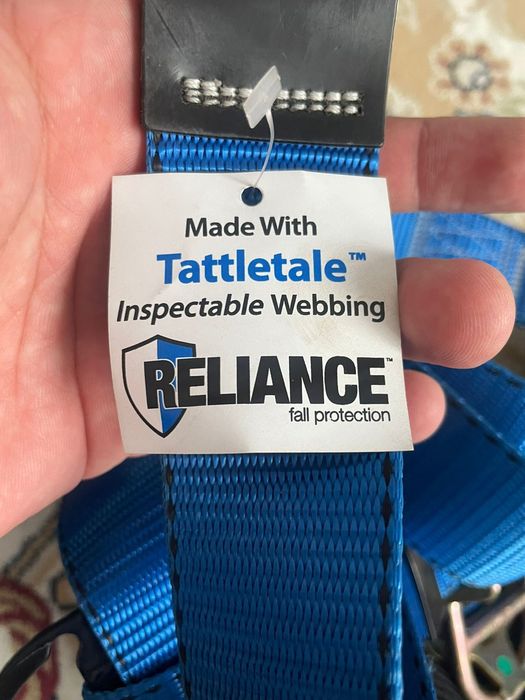 Made With
Tattletale™
Inspectable Webbing
RELIANCE™
fall protection